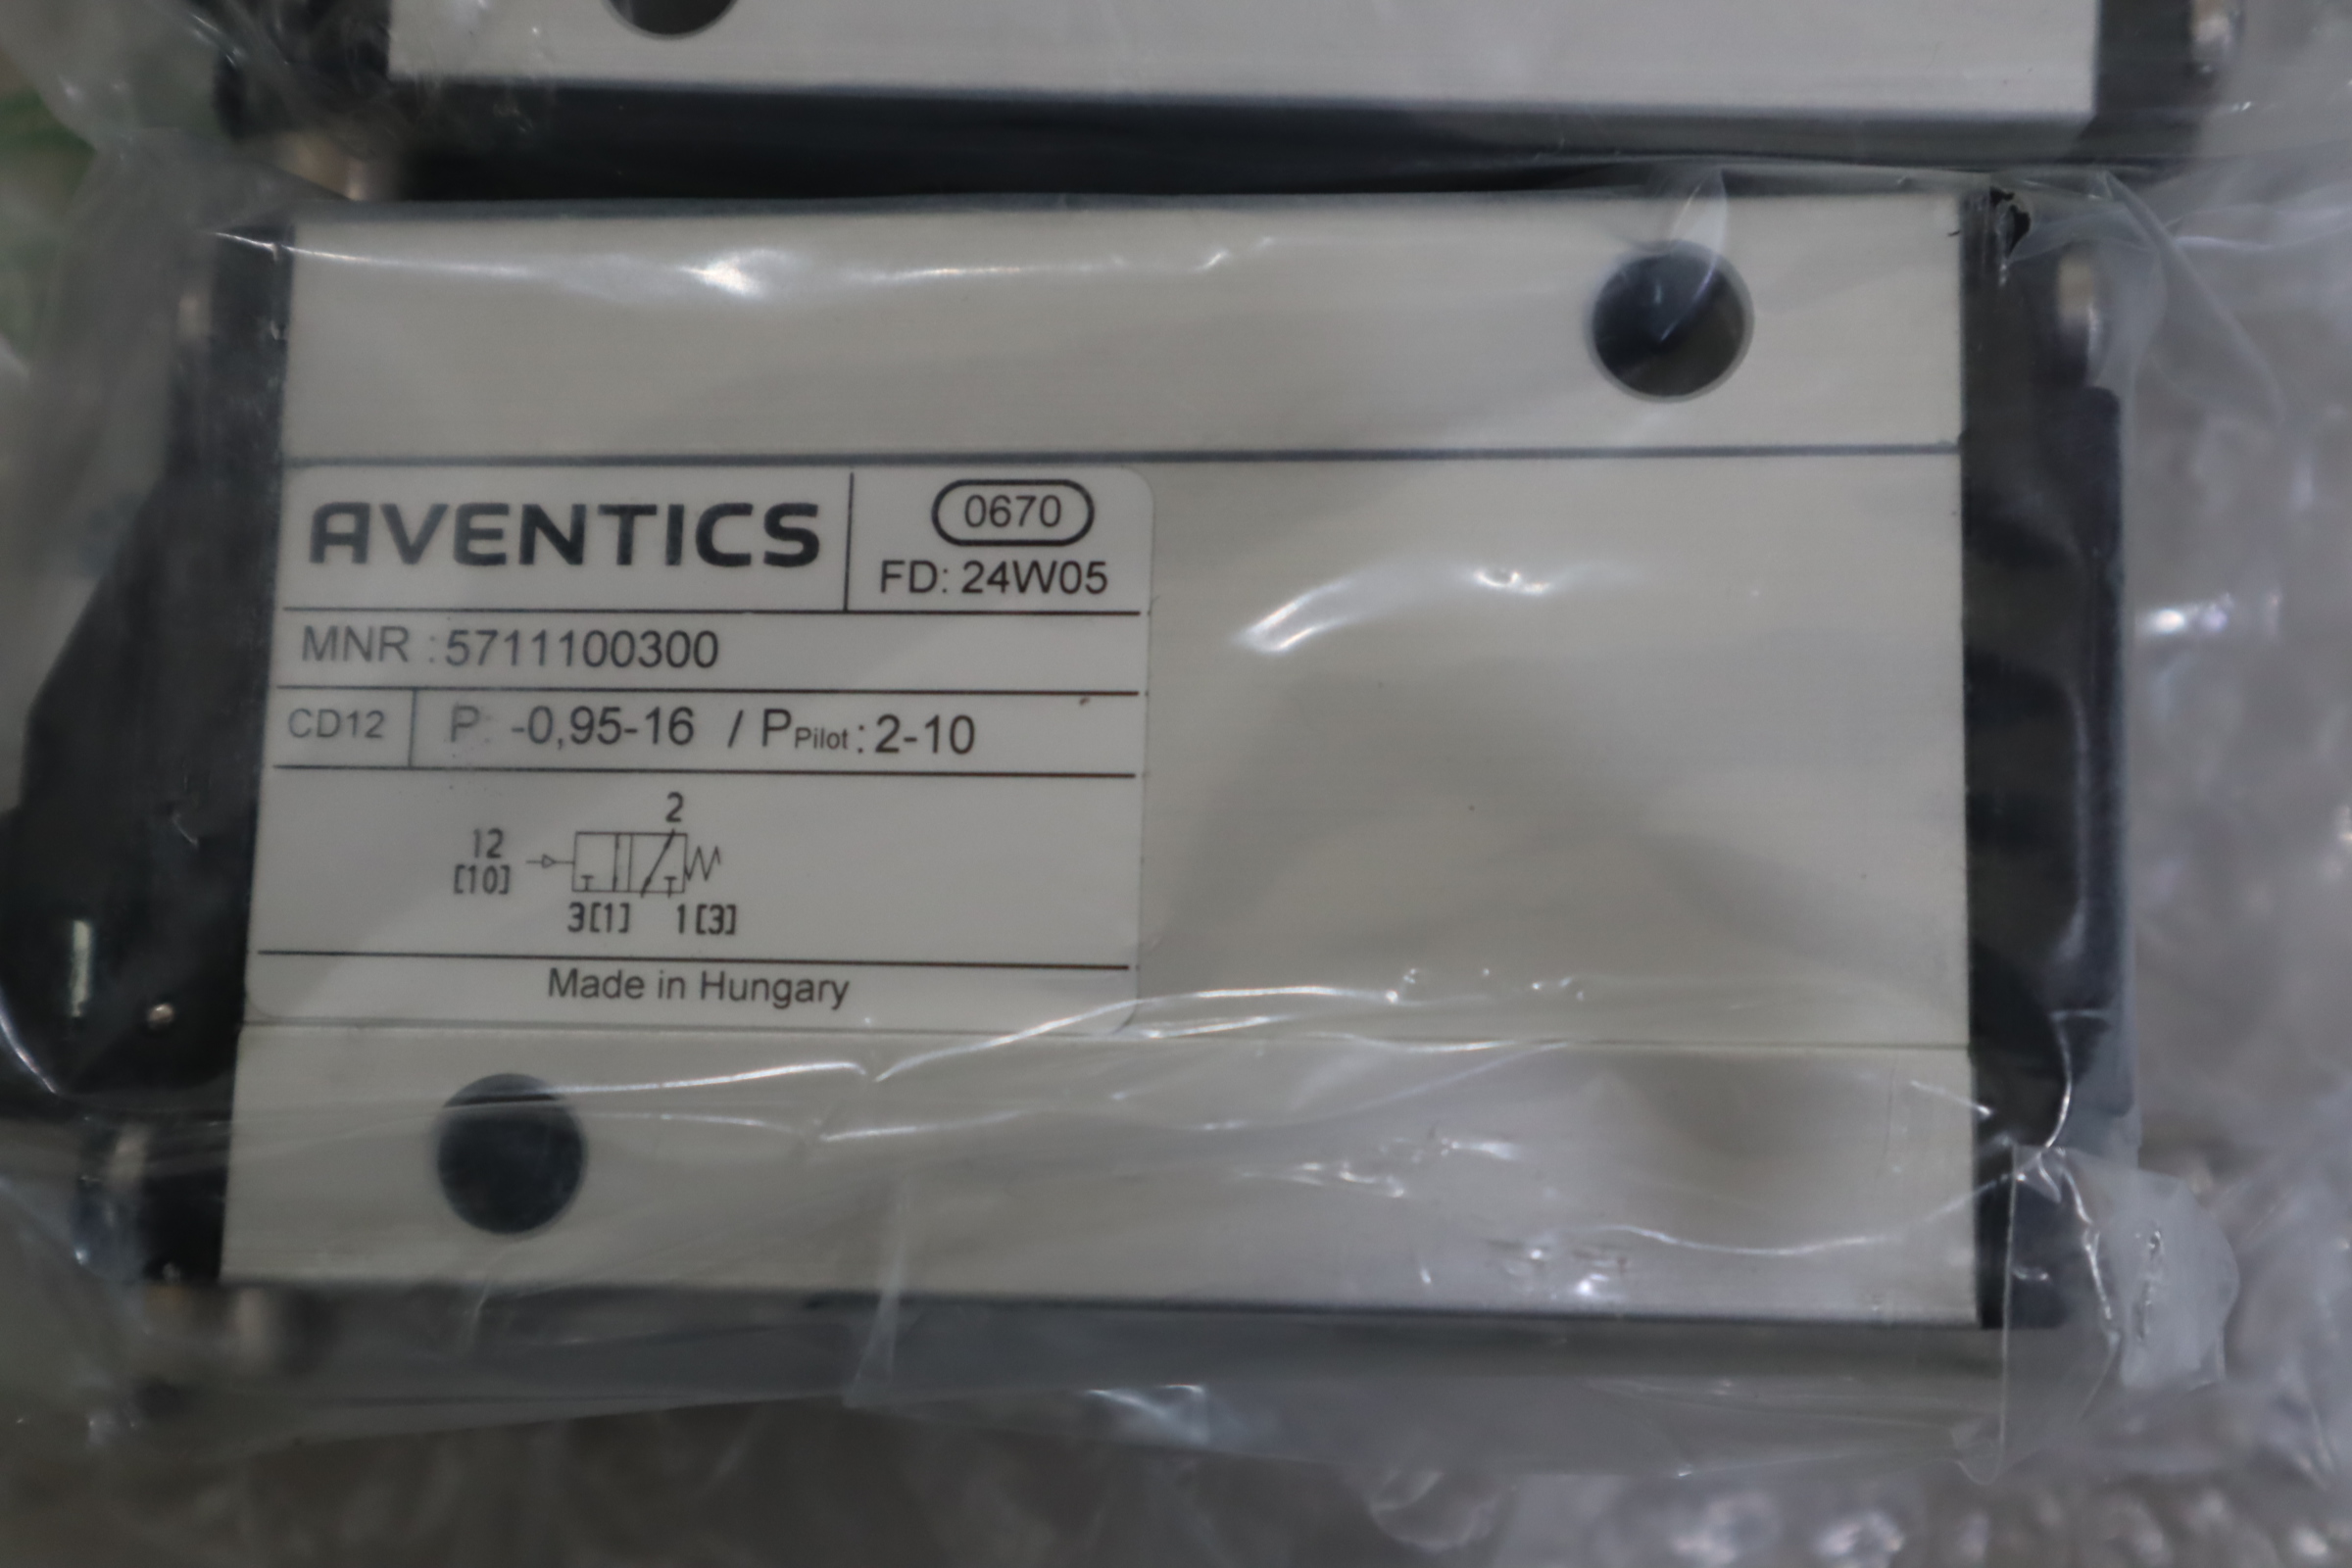 AVENTICS
0670
FD: 24W05
MNR : 5711100300
CD12 P: -0,95-16 / PPilot : 2-10
2
12
[10]
3[1] 1[3]
Made in Hungary